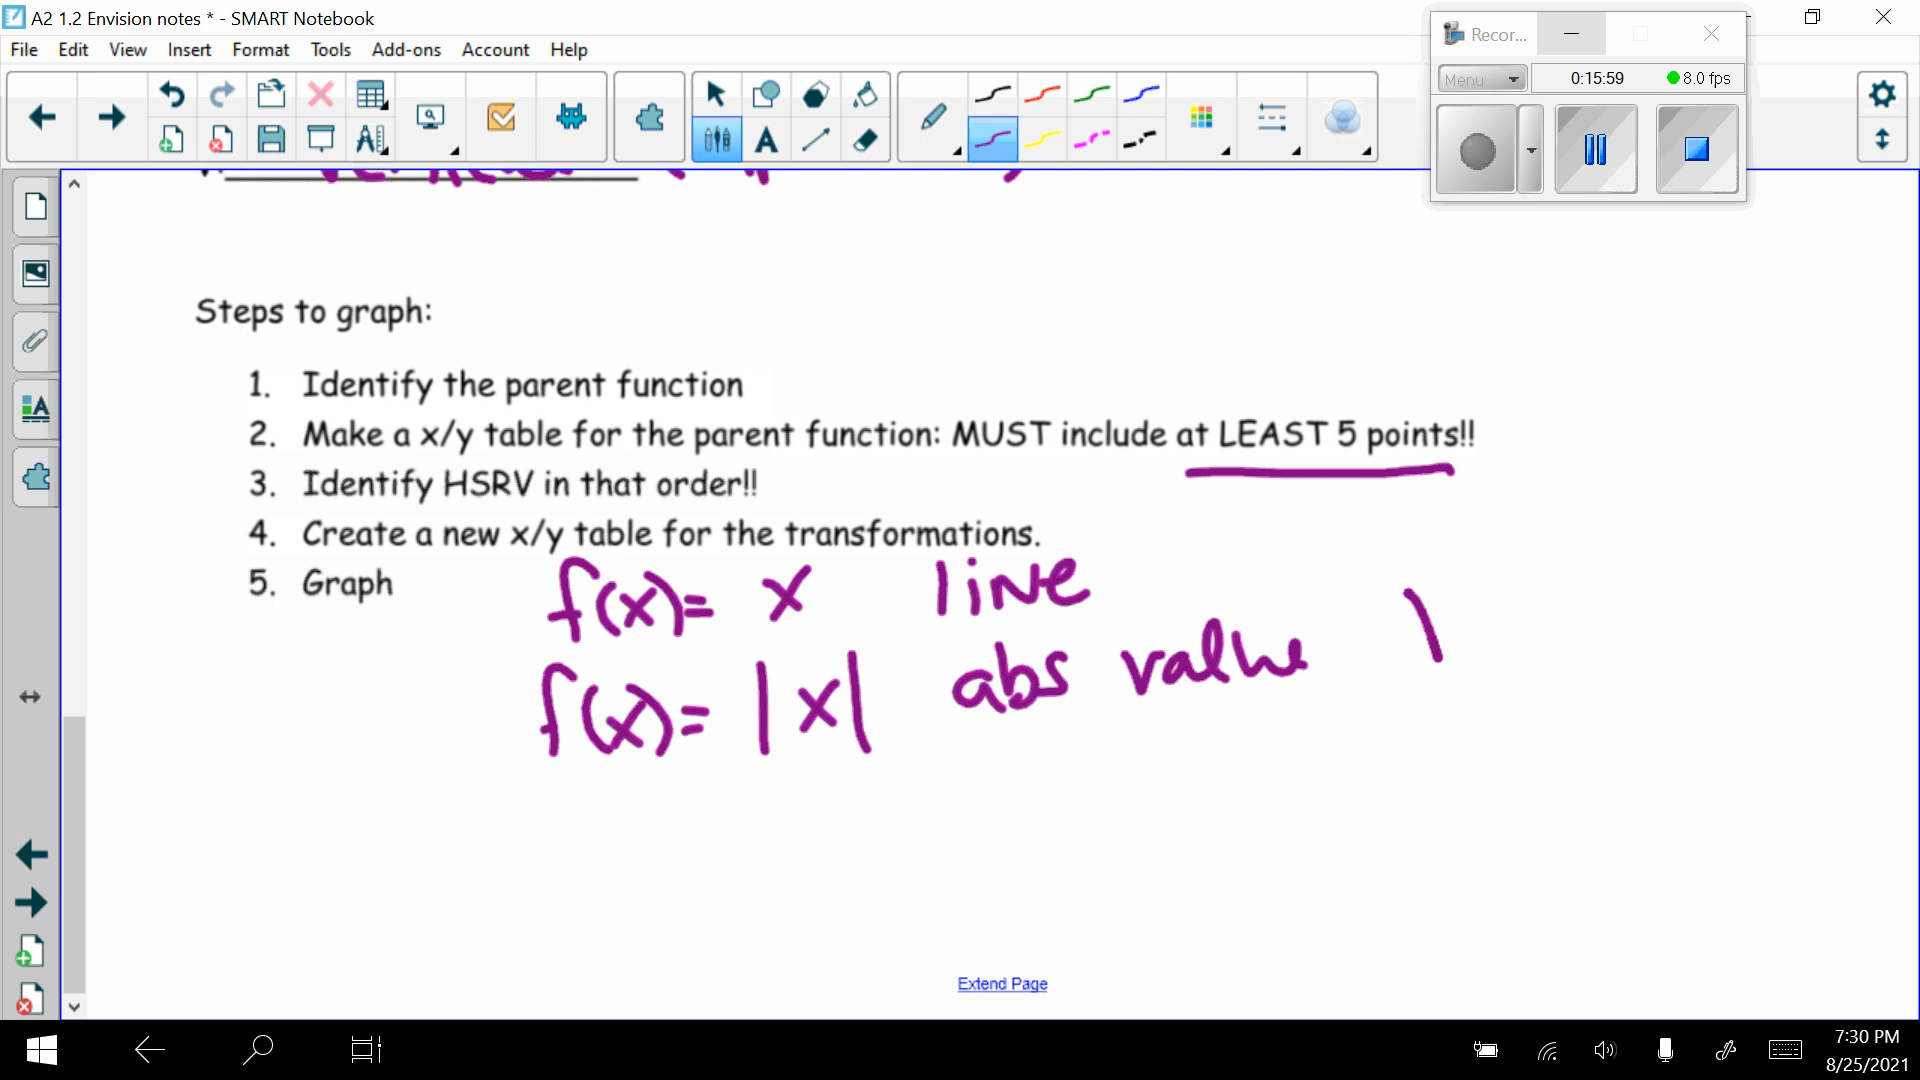 A2 1.2 Envision notes * - SMART Notebook
File Edit View Insert Format Tools Add-ons Account Help
Recor...
Menu
0:15:59
8.0 fps
Steps to graph:
1. Identify the parent function
2. Make a x/y table for the parent function: MUST include at LEAST 5 points!!
3. Identify HSRV in that order!!
4. Create a new x/y table for the transformations.
5. Graph
f(x)= x line
f(x)= |x| abs value
Extend Page
7:30 PM
8/25/2021